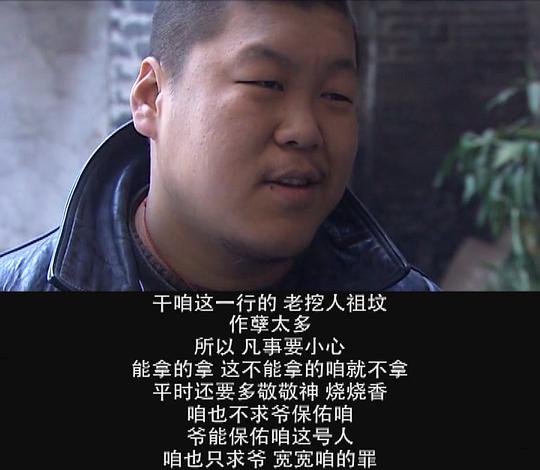 干咱这一行的 老挖人祖坟
作孽太多
所以 凡事要小心
能拿的拿 这不能拿的咱就不拿
平时还要多敬敬神 烧烧香
咱也不求爷保佑咱
爷能保佑咱这号人
咱也只求爷 宽宽咱的罪